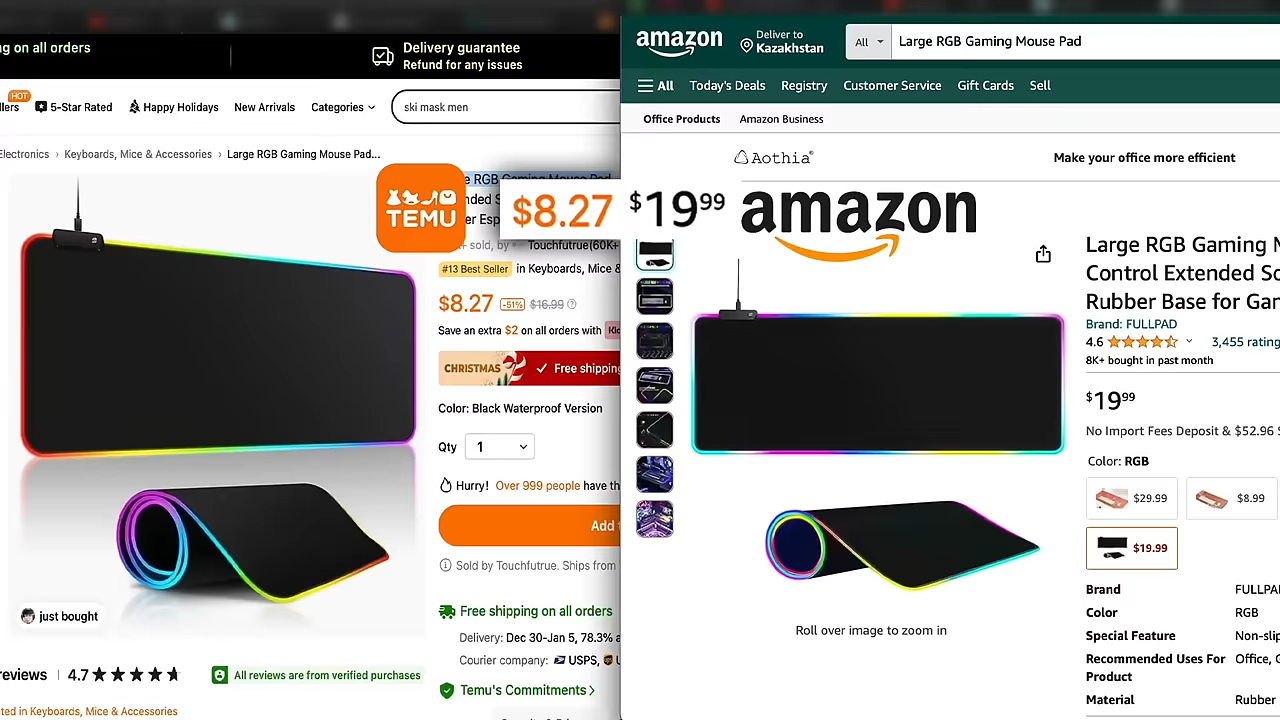 ng on all orders
Delivery guarantee
Refund for any issues
HOT
llers
5-Star Rated
Happy Holidays
New Arrivals
Categories
ski mask men
Electronics › Keyboards, Mice & Accessories › Large RGB Gaming Mouse Pad...
TEMU
e RGB Gaming Mouse Pad
$8.27
nded S
er Esp
+ sold, by
Touchfutrue(60K+
#13 Best Seller in Keyboards, Mice &
$8.27 -51% $16.99
Save an extra $2 on all orders with Kl
CHRISTMAS ✓ Free shipping
Color: Black Waterproof Version
Qty 1
Hurry! Over 999 people have th
Add t
Sold by Touchfutrue. Ships from
Free shipping on all orders
Delivery: Dec 30-Jan 5, 78.3% a
Courier company: USPS, U
Temu's Commitments ›
just bought
reviews | 4.7
All reviews are from verified purchases
ted in Keyboards, Mice & Accessories
amazon
Deliver to
Kazakhstan
All
Large RGB Gaming Mouse Pad
All
Today's Deals
Registry
Customer Service
Gift Cards
Sell
Office Products
Amazon Business
Aothia®
Make your office more efficient
$19.99
amazon
Large RGB Gaming M
Control Extended So
Rubber Base for Gan
Brand: FULLPAD
4.6 3,455 rating
8K+ bought in past month
$19.99
No Import Fees Deposit & $52.96 S
Color: RGB
$29.99
$8.99
$19.99
Brand FULLPAD
Color RGB
Special Feature Non-slip
Recommended Uses For Office, G
Product
Material Rubber
Roll over image to zoom in